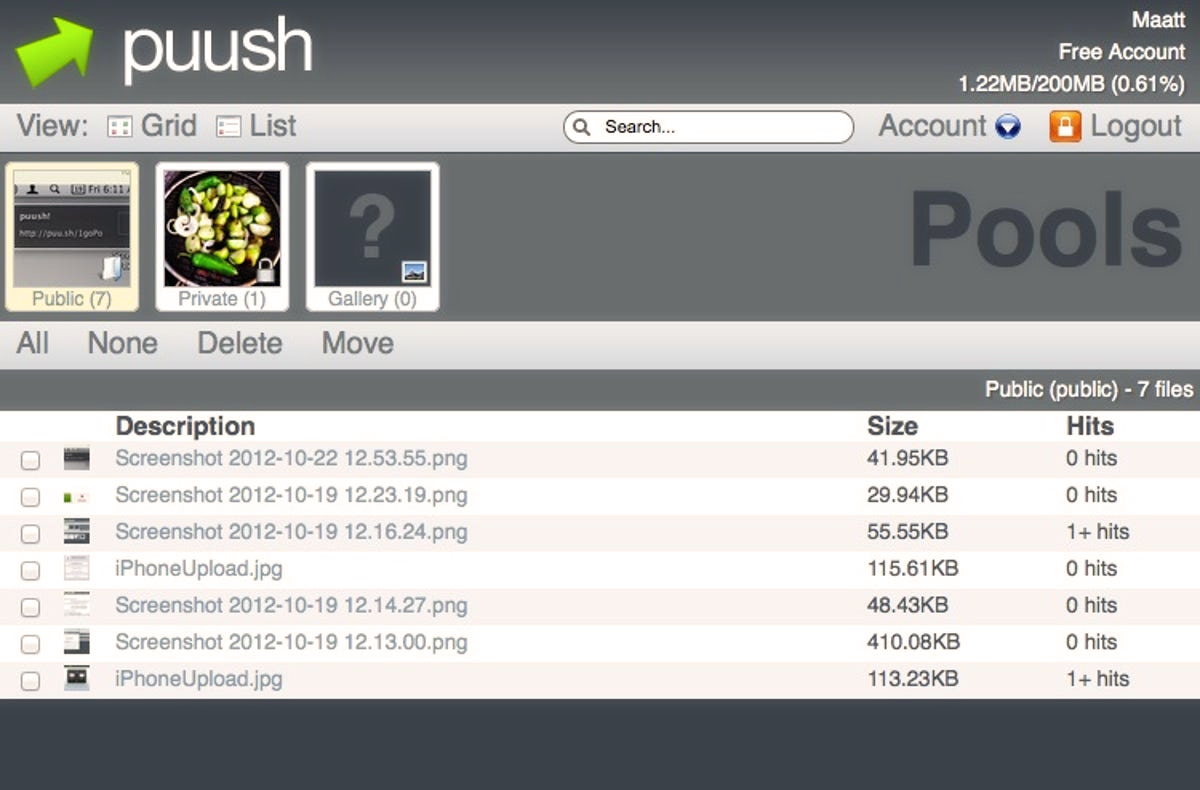 puush
Maatt
Free Account
1.22MB/200MB (0.61%)
View: Grid List Search... Account Logout
Fri 6:11
puush!
http://puu.sh/1goPo
?
Public (7) Private (1) Gallery (0)
Pools
All None Delete Move
Public (public) - 7 files
Description Size Hits
Screenshot 2012-10-22 12.53.55.png 41.95KB 0 hits
Screenshot 2012-10-19 12.23.19.png 29.94KB 0 hits
Screenshot 2012-10-19 12.16.24.png 55.55KB 1+ hits
iPhoneUpload.jpg 115.61KB 0 hits
Screenshot 2012-10-19 12.14.27.png 48.43KB 0 hits
Screenshot 2012-10-19 12.13.00.png 410.08KB 0 hits
iPhoneUpload.jpg 113.23KB 1+ hits